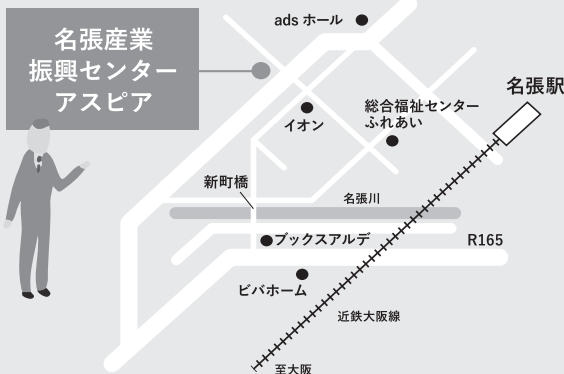 ads ホール
名張産業
振興センター
アスピア
名張駅
総合福祉センター
ふれあい
イオン
新町橋
名張川
ブックスアルデ
R165
ビバホーム
近鉄大阪線
至大阪